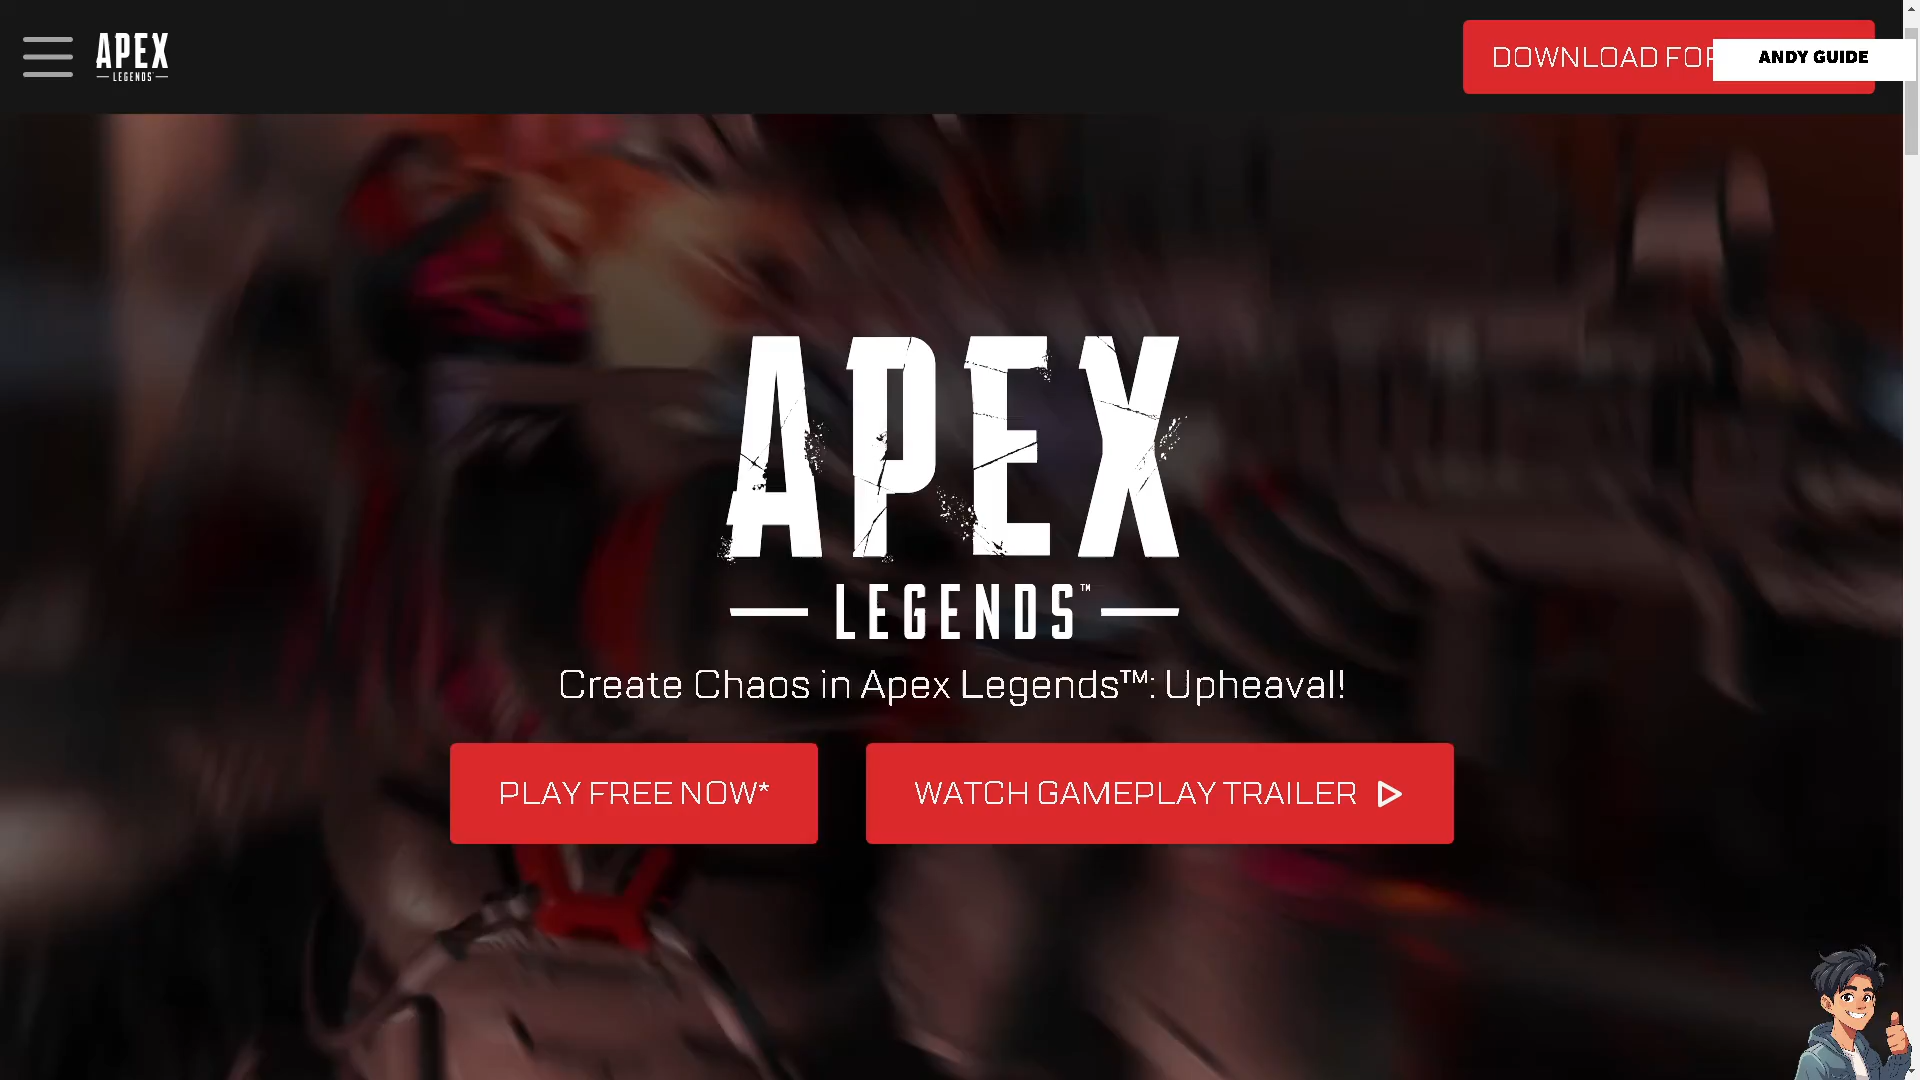 APEX
LEGENDS
DOWNLOAD FOR
ANDY GUIDE
APEX
LEGENDS™
Create Chaos in Apex Legends™: Upheaval!
PLAY FREE NOW*
WATCH GAMEPLAY TRAILER